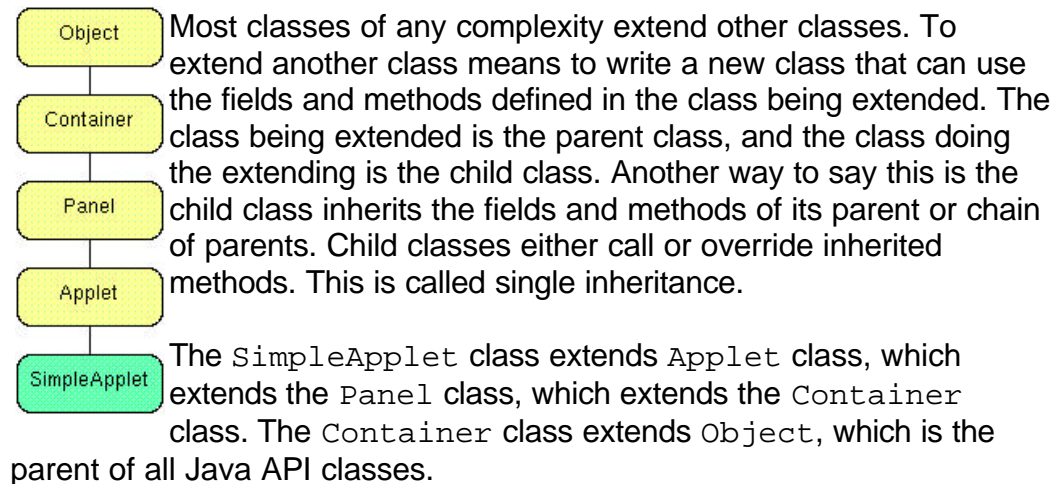 Object
Container
Panel
Applet
SimpleApplet
Most classes of any complexity extend other classes. To
extend another class means to write a new class that can use
the fields and methods defined in the class being extended. The
class being extended is the parent class, and the class doing
the extending is the child class. Another way to say this is the
child class inherits the fields and methods of its parent or chain
of parents. Child classes either call or override inherited
methods. This is called single inheritance.
The SimpleApplet class extends Applet class, which
extends the Panel class, which extends the Container
class. The Container class extends Object, which is the
parent of all Java API classes.